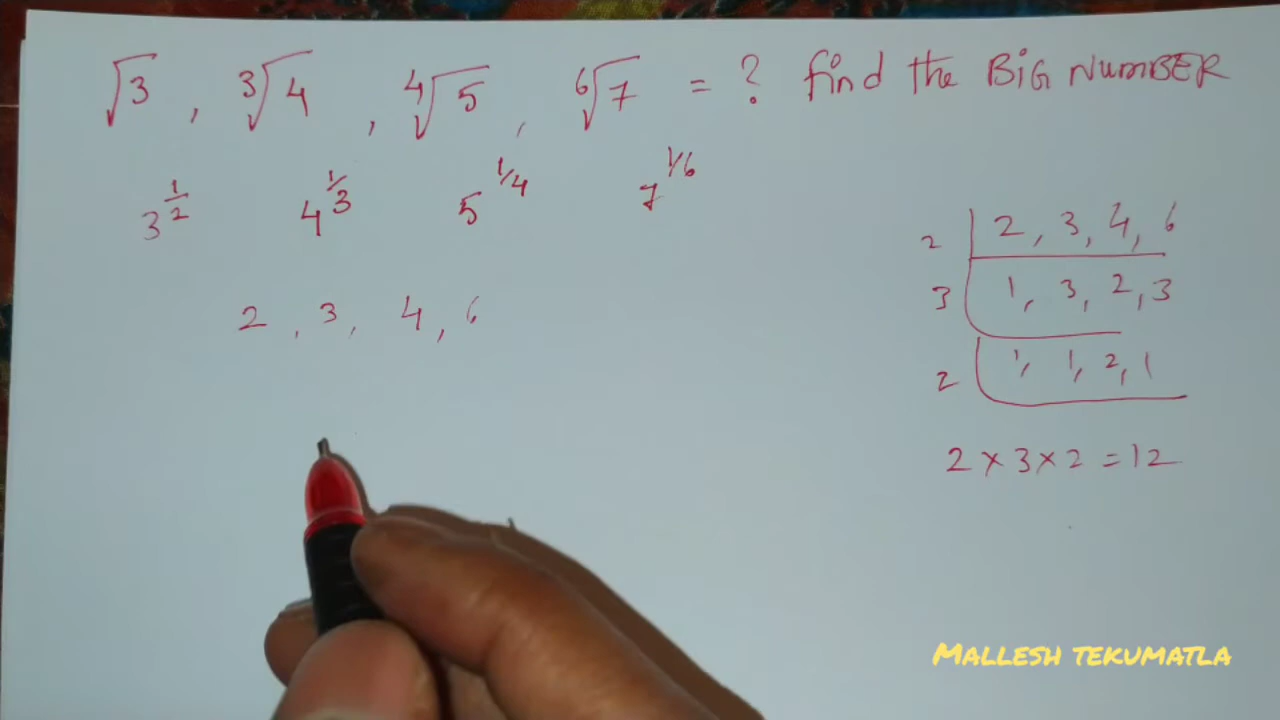 √3 , ∛4 , ∜5 , ⁶√7 = ? find the BIG NUMBER
3^1/2 4^1/3 5^1/4 7^1/6
2 , 3 , 4 , 6
2 | 2 , 3 , 4 , 6
3 | 1 , 3 , 2 , 3
2 | 1 , 1 , 2 , 1
2 × 3 × 2 = 12
MALLESH TEKUMATLA